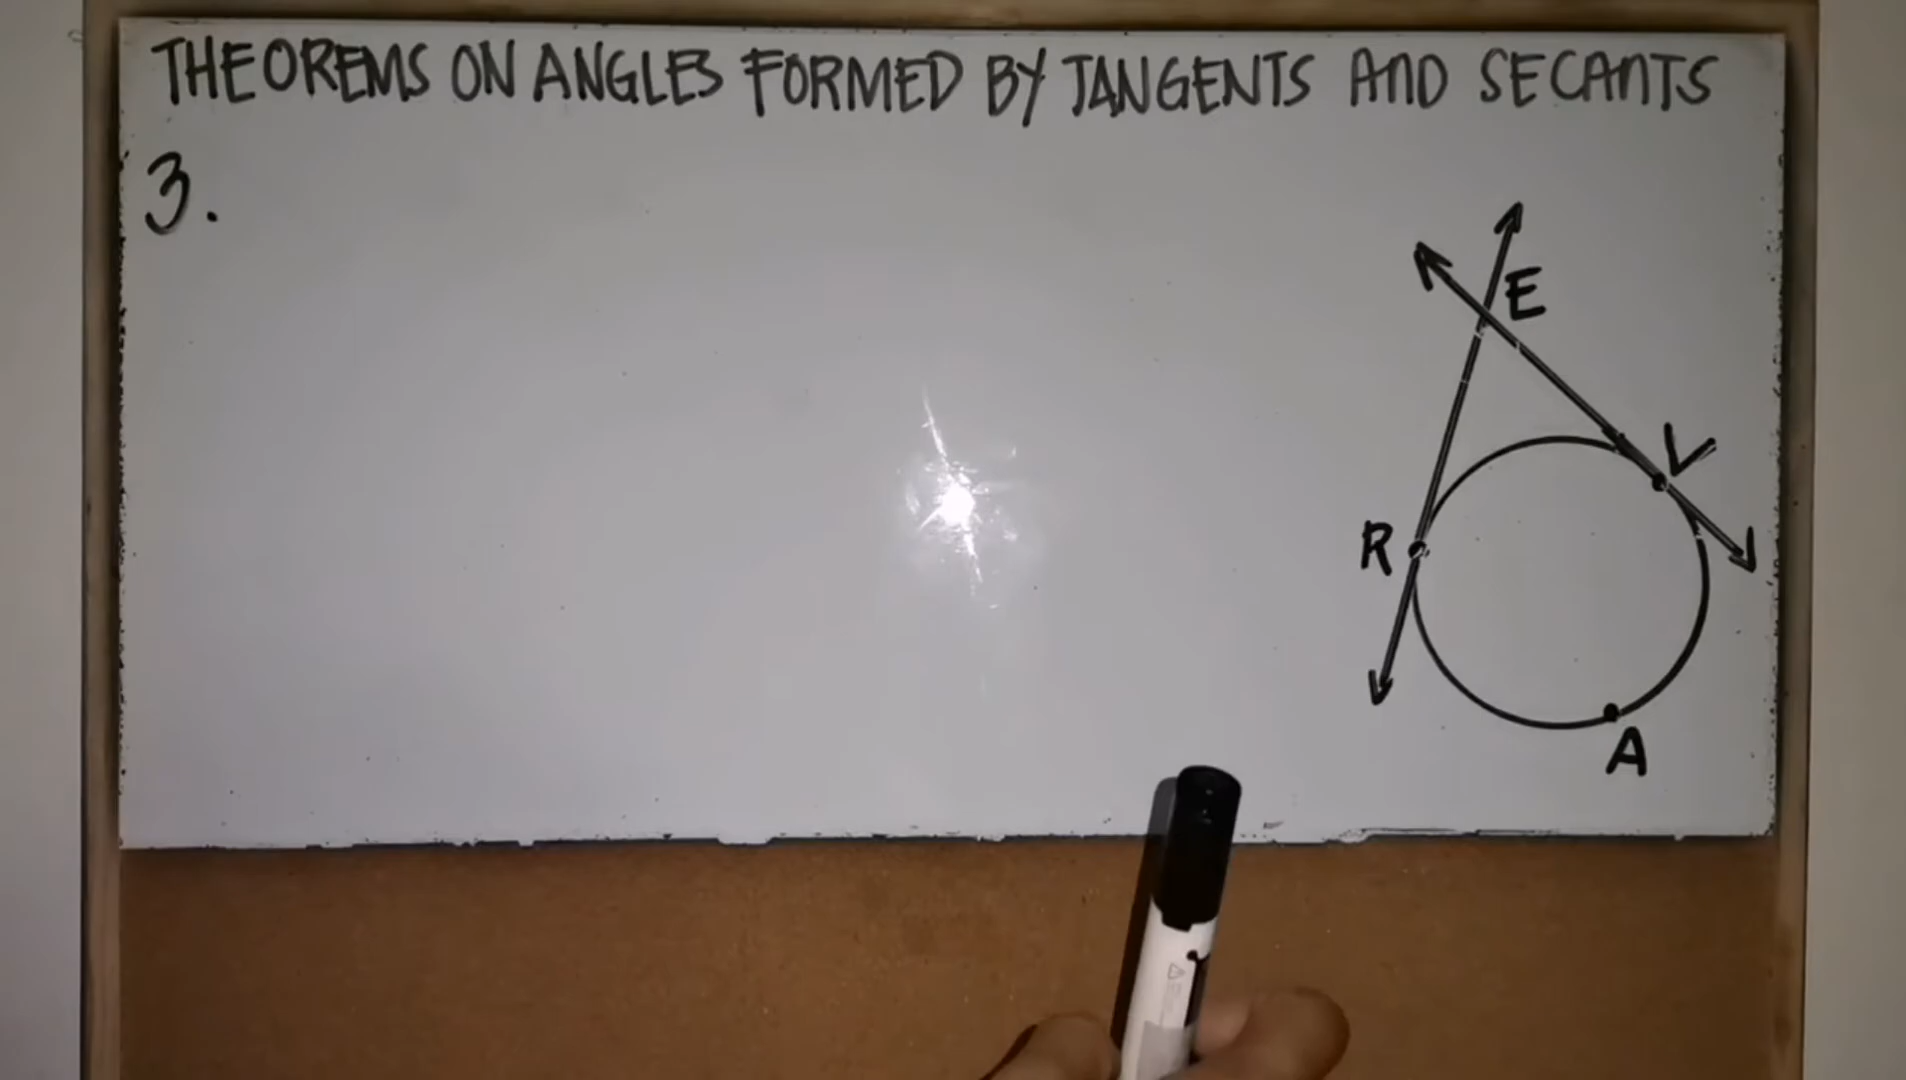 THEOREMS ON ANGLES FORMED BY TANGENTS AND SECANTS
3.
E
V
R
A